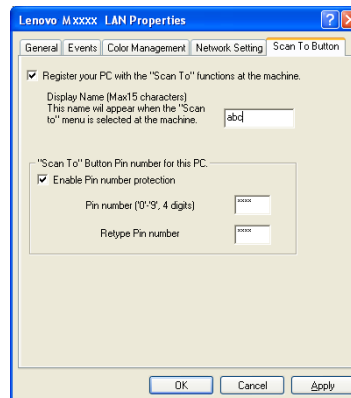 Lenovo Mxxxx LAN Properties
General Events Color Management Network Setting Scan To Button
Register your PC with the "Scan To" functions at the machine.
Display Name (Max15 characters)
This name will appear when the "Scan
to" menu is selected at the machine.
abc
"Scan To" Button Pin number for this PC.
Enable Pin number protection
Pin number ('0'-'9', 4 digits)
xxxx
Retype Pin number
xxxx
OK Cancel Apply